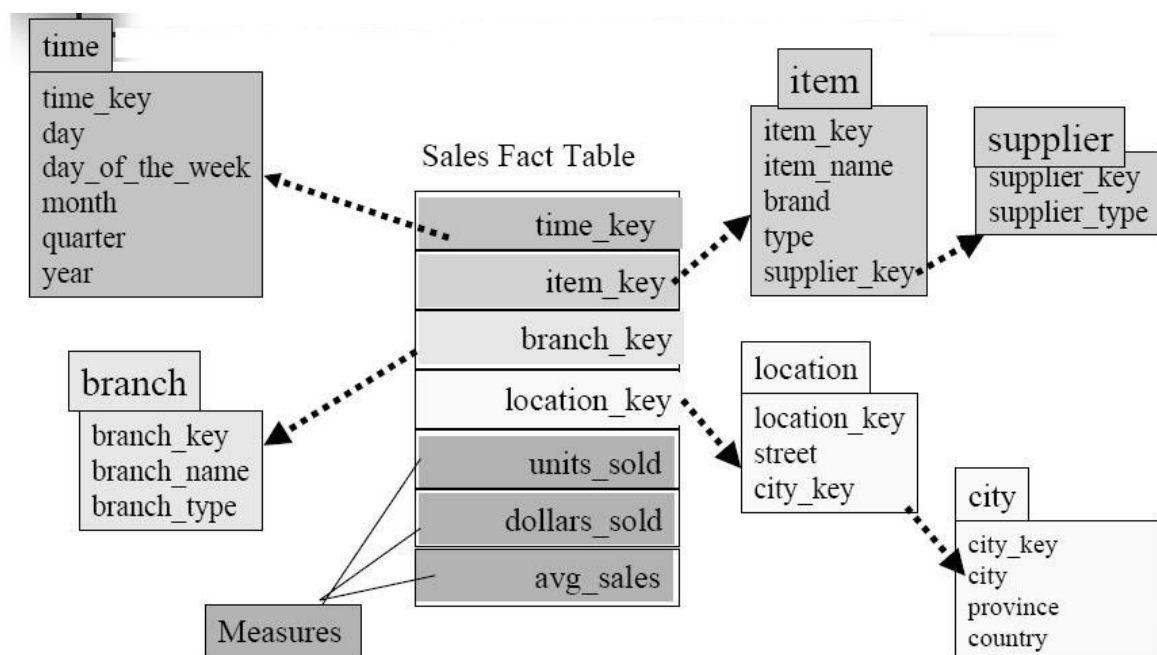 time
time_key
day
day_of_the_week
month
quarter
year
branch
branch_key
branch_name
branch_type
Sales Fact Table
time_key
item_key
branch_key
location_key
units_sold
dollars_sold
avg_sales
Measures
item
item_key
item_name
brand
type
supplier_key
supplier
supplier_key
supplier_type
location
location_key
street
city_key
city
city_key
city
province
country